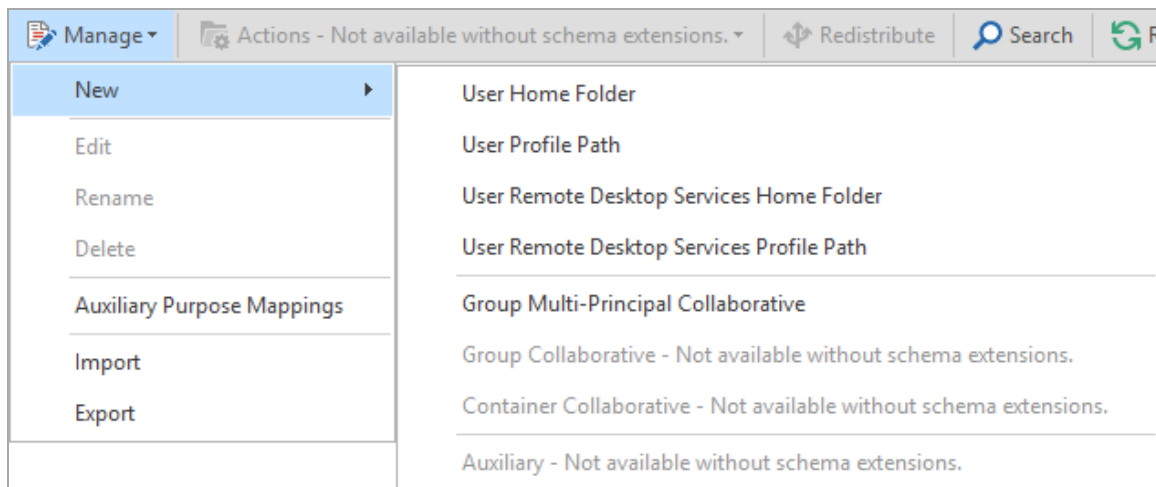 Manage
Actions - Not available without schema extensions.
Redistribute
Search
New
Edit
Rename
Delete
Auxiliary Purpose Mappings
Import
Export
User Home Folder
User Profile Path
User Remote Desktop Services Home Folder
User Remote Desktop Services Profile Path
Group Multi-Principal Collaborative
Group Collaborative - Not available without schema extensions.
Container Collaborative - Not available without schema extensions.
Auxiliary - Not available without schema extensions.